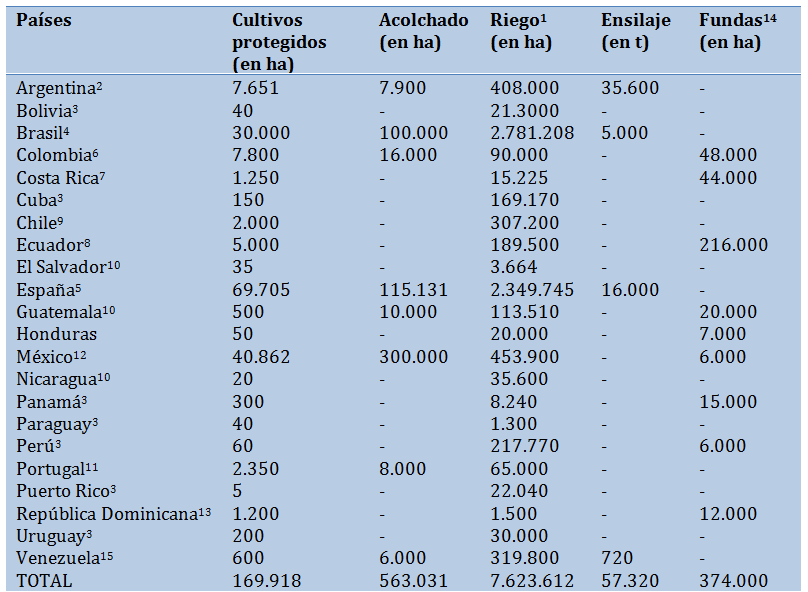 Países Cultivos Acolchado Riego¹ Ensilaje Fundas¹⁴
protegidos (en ha) (en ha) (en t) (en ha)
(en ha)
Argentina² 7.651 7.900 408.000 35.600 -
Bolivia³ 40 - 21.3000 - -
Brasil⁴ 30.000 100.000 2.781.208 5.000 -
Colombia⁶ 7.800 16.000 90.000 - 48.000
Costa Rica⁷ 1.250 - 15.225 - 44.000
Cuba³ 150 - 169.170 - -
Chile⁹ 2.000 - 307.200 - -
Ecuador⁸ 5.000 - 189.500 - 216.000
El Salvador¹⁰ 35 - 3.664 - -
España⁵ 69.705 115.131 2.349.745 16.000 -
Guatemala¹⁰ 500 10.000 113.510 - 20.000
Honduras 50 - 20.000 - 7.000
México¹² 40.862 300.000 453.900 - 6.000
Nicaragua¹⁰ 20 - 35.600 - -
Panamá³ 300 - 8.240 - 15.000
Paraguay³ 40 - 1.300 - -
Perú³ 60 - 217.770 - 6.000
Portugal¹¹ 2.350 8.000 65.000 - -
Puerto Rico³ 5 - 22.040 - -
República Dominicana¹³ 1.200 - 1.500 - 12.000
Uruguay³ 200 - 30.000 - -
Venezuela¹⁵ 600 6.000 319.800 720 -
TOTAL 169.918 563.031 7.623.612 57.320 374.000